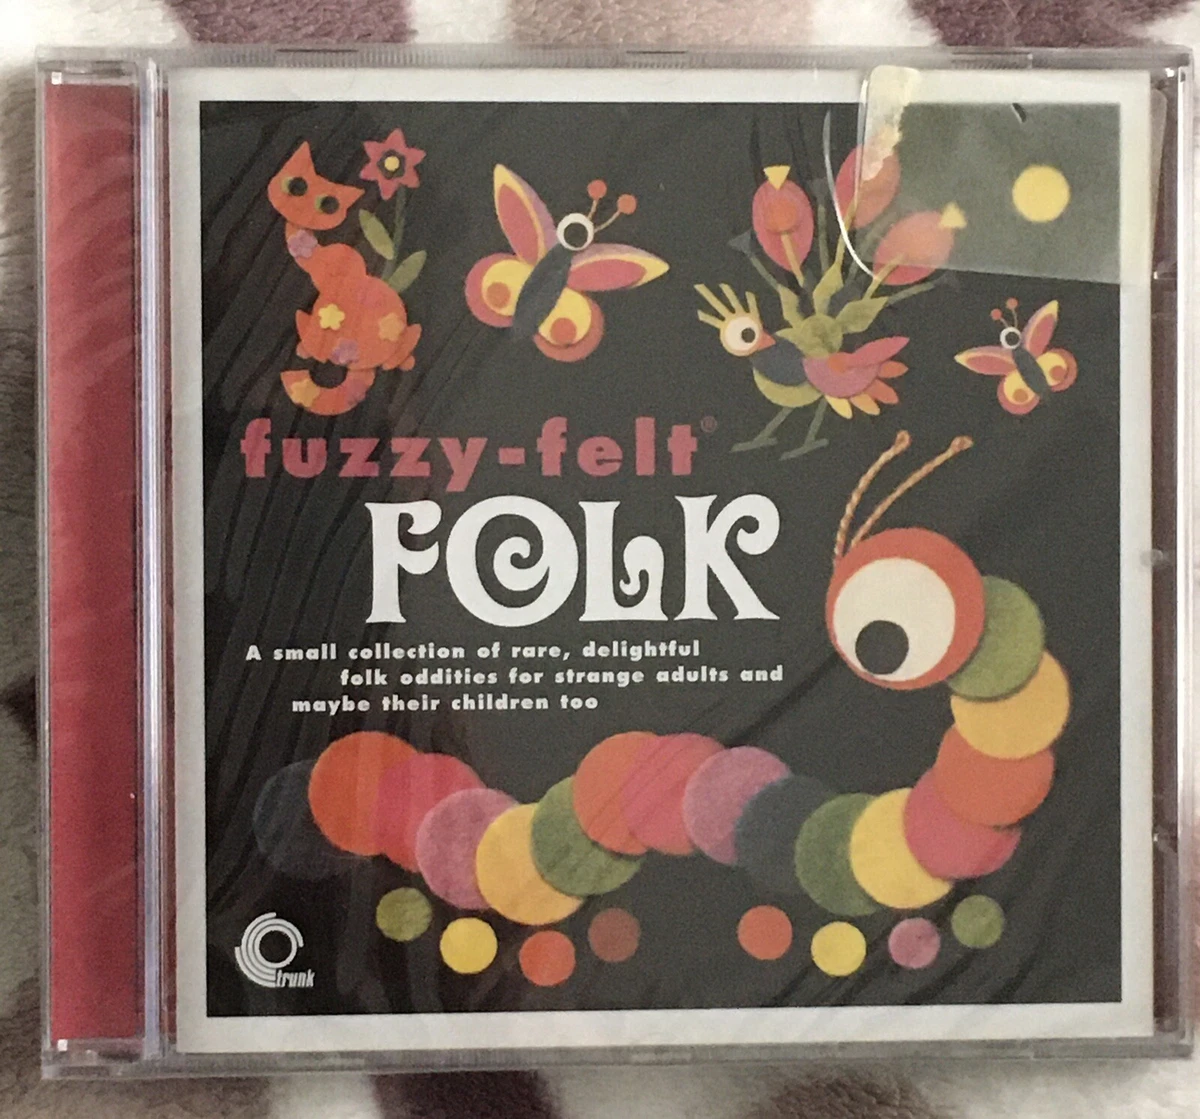 fuzzy-felt®
FOLK
A small collection of rare, delightful
folk oddities for strange adults and
maybe their children too
trunk